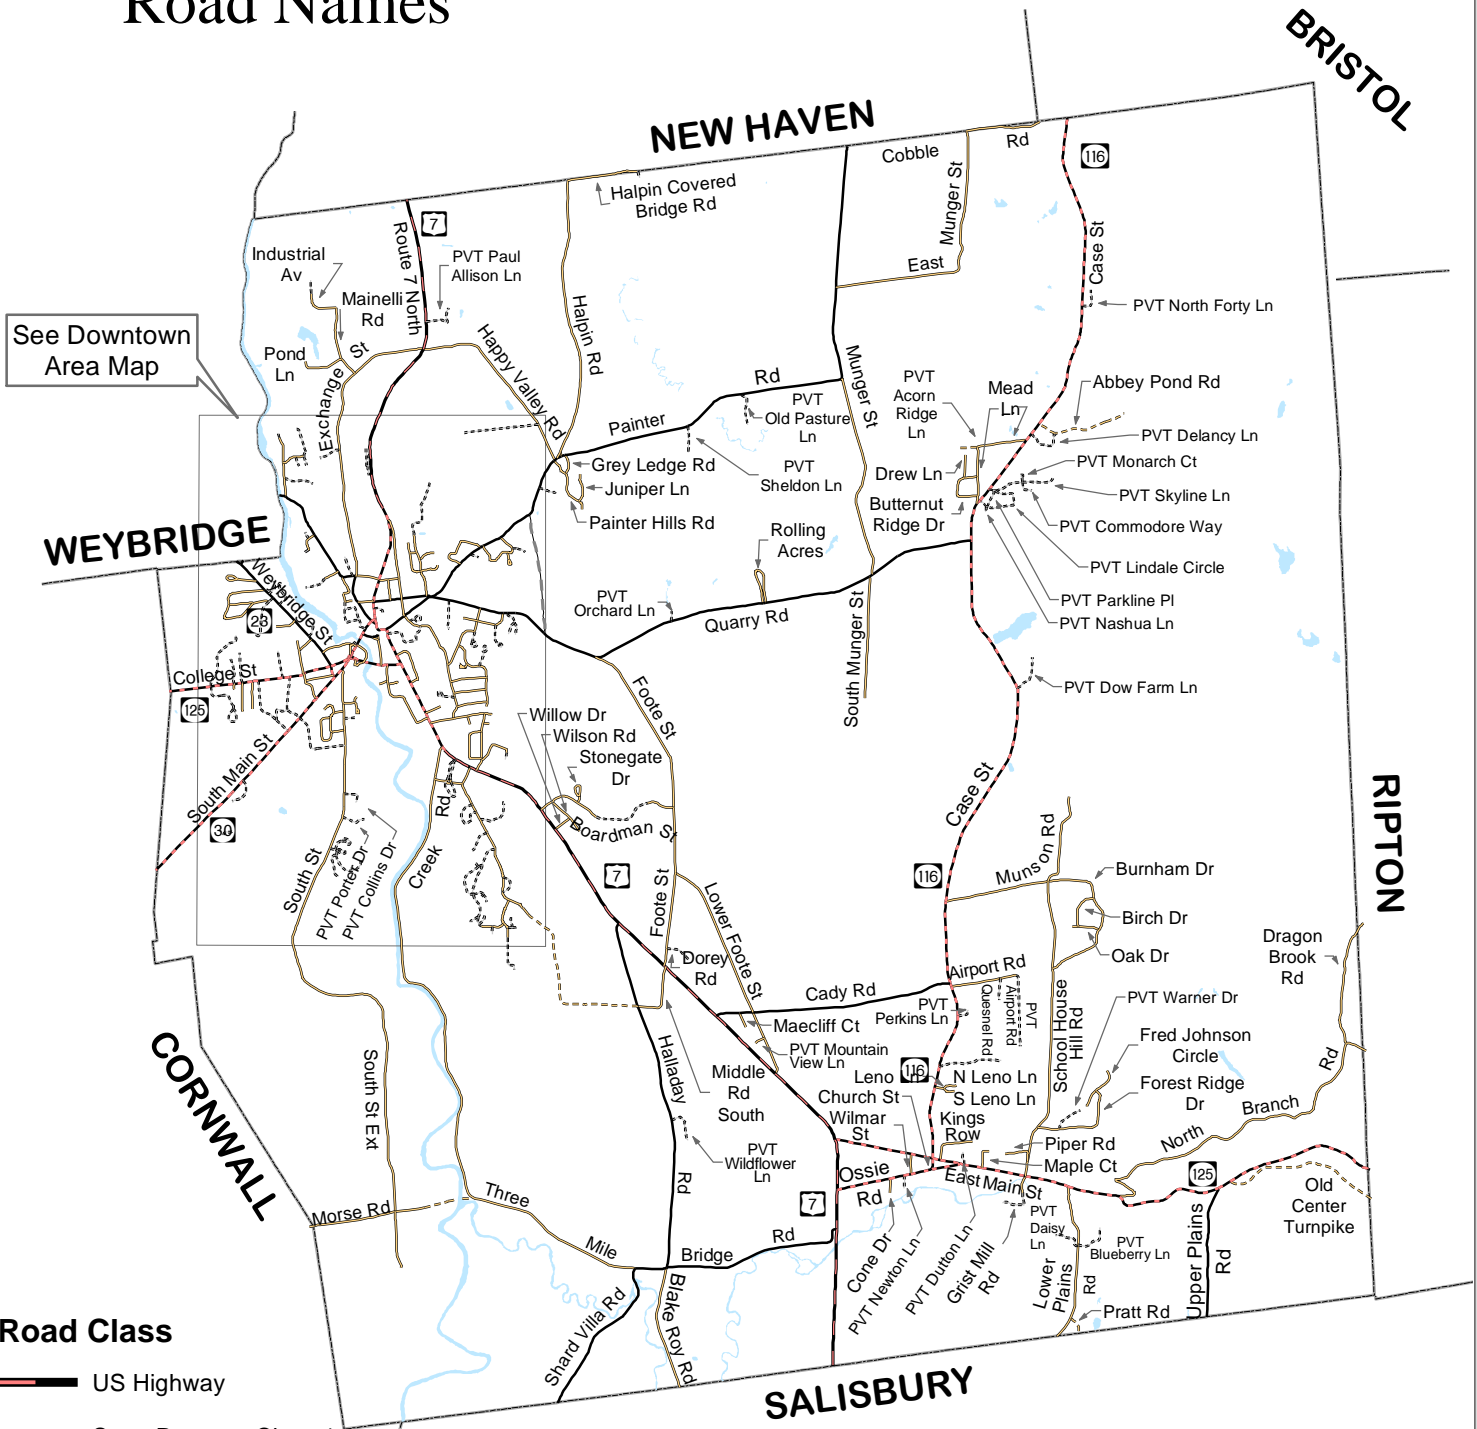 Road Names
BRISTOL
NEW HAVEN
Cobble
Rd
116
Halpin Covered
Bridge Rd
Munger St
East
Case St
7
Route 7 North
Industrial
Av
PVT Paul
Allison Ln
Mainelli
Rd
PVT North Forty Ln
See Downtown
Area Map
Pond
Ln
Exchange
St
Happy Valley Rd
Halpin Rd
Painter
Rd
Munger St
PVT
Old Pasture
Ln
PVT
Acorn
Ridge
Ln
Mead
Ln
Abbey Pond Rd
PVT Delancy Ln
PVT Monarch Ct
PVT Skyline Ln
PVT Commodore Way
PVT Lindale Circle
PVT Parkline Pl
PVT Nashua Ln
Grey Ledge Rd
Juniper Ln
Painter Hills Rd
PVT
Sheldon Ln
Drew Ln
Butternut
Ridge Dr
Rolling
Acres
WEYBRIDGE
Weybridge St
23
PVT
Orchard Ln
Quarry Rd
South Munger St
College St
125
PVT Dow Farm Ln
Foote St
Willow Dr
Wilson Rd
Stonegate
Dr
South Main St
30
Boardman St
Case St
RIPTON
South St
PVT Porter Dr
PVT Collins Dr
Creek
Rd
7
116
Munson Rd
Burnham Dr
Birch Dr
Oak Dr
Foote St
Lower Foote St
Dragon
Brook
Rd
Dorey
Rd
Cady Rd
Airport Rd
PVT
Perkins Ln
Quesnel Rd
PVT
Airport Rd
School House
Hill Rd
PVT Warner Dr
Maecliff Ct
PVT Mountain
View Ln
Fred Johnson
Circle
Forest Ridge
Dr
CORNWALL
South St Ext
Halladay
Rd
Middle
Rd
South
116
Leno Ln
N Leno Ln
S Leno Ln
Church St
Wilmar
St
Kings
Row
Piper Rd
Maple Ct
North
Branch
Rd
PVT
Wildflower
Ln
Ossie
Rd
East Main St
125
Old
Center
Turnpike
7
Morse Rd
Three
Mile
Bridge
Rd
Cone Dr
PVT Newton Ln
PVT Dutton Ln
Grist Mill
Rd
PVT
Daisy
Ln
PVT
Blueberry Ln
Lower
Plains
Rd
Upper Plains
Rd
Pratt Rd
Shard Villa Rd
Blake Roy Rd
SALISBURY
Road Class
US Highway